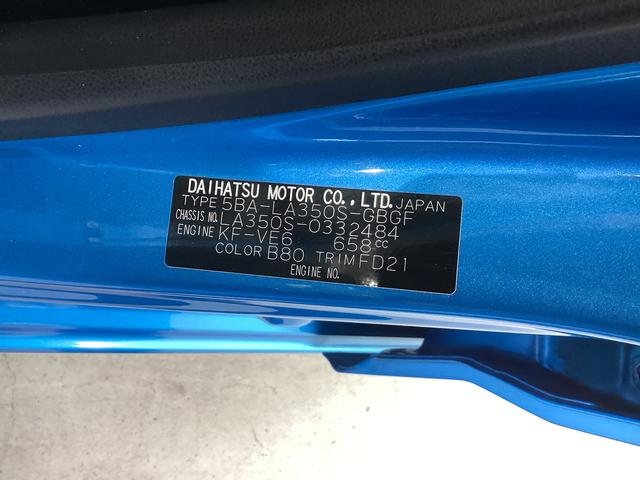 DAIHATSU MOTOR CO.,LTD. JAPAN
TYPE 5BA-LA350S-GBGF
CHASSIS NO. LA350S-0332484
ENGINE KF-VE6 658cc
COLOR B80 TRIM FD21
ENGINE NO.